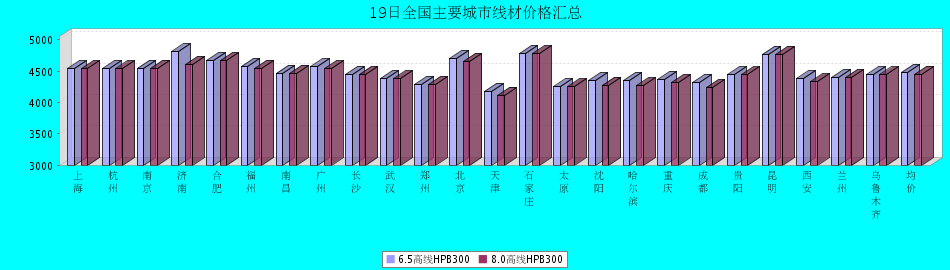 19日全国主要城市线材价格汇总
5000
4500
4000
3500
3000
上海
杭州
南京
济南
合肥
福州
南昌
广州
长沙
武汉
郑州
北京
天津
石家庄
太原
沈阳
哈尔滨
重庆
成都
贵阳
昆明
西安
兰州
乌鲁木齐
均价
6.5高线HPB300
8.0高线HPB300